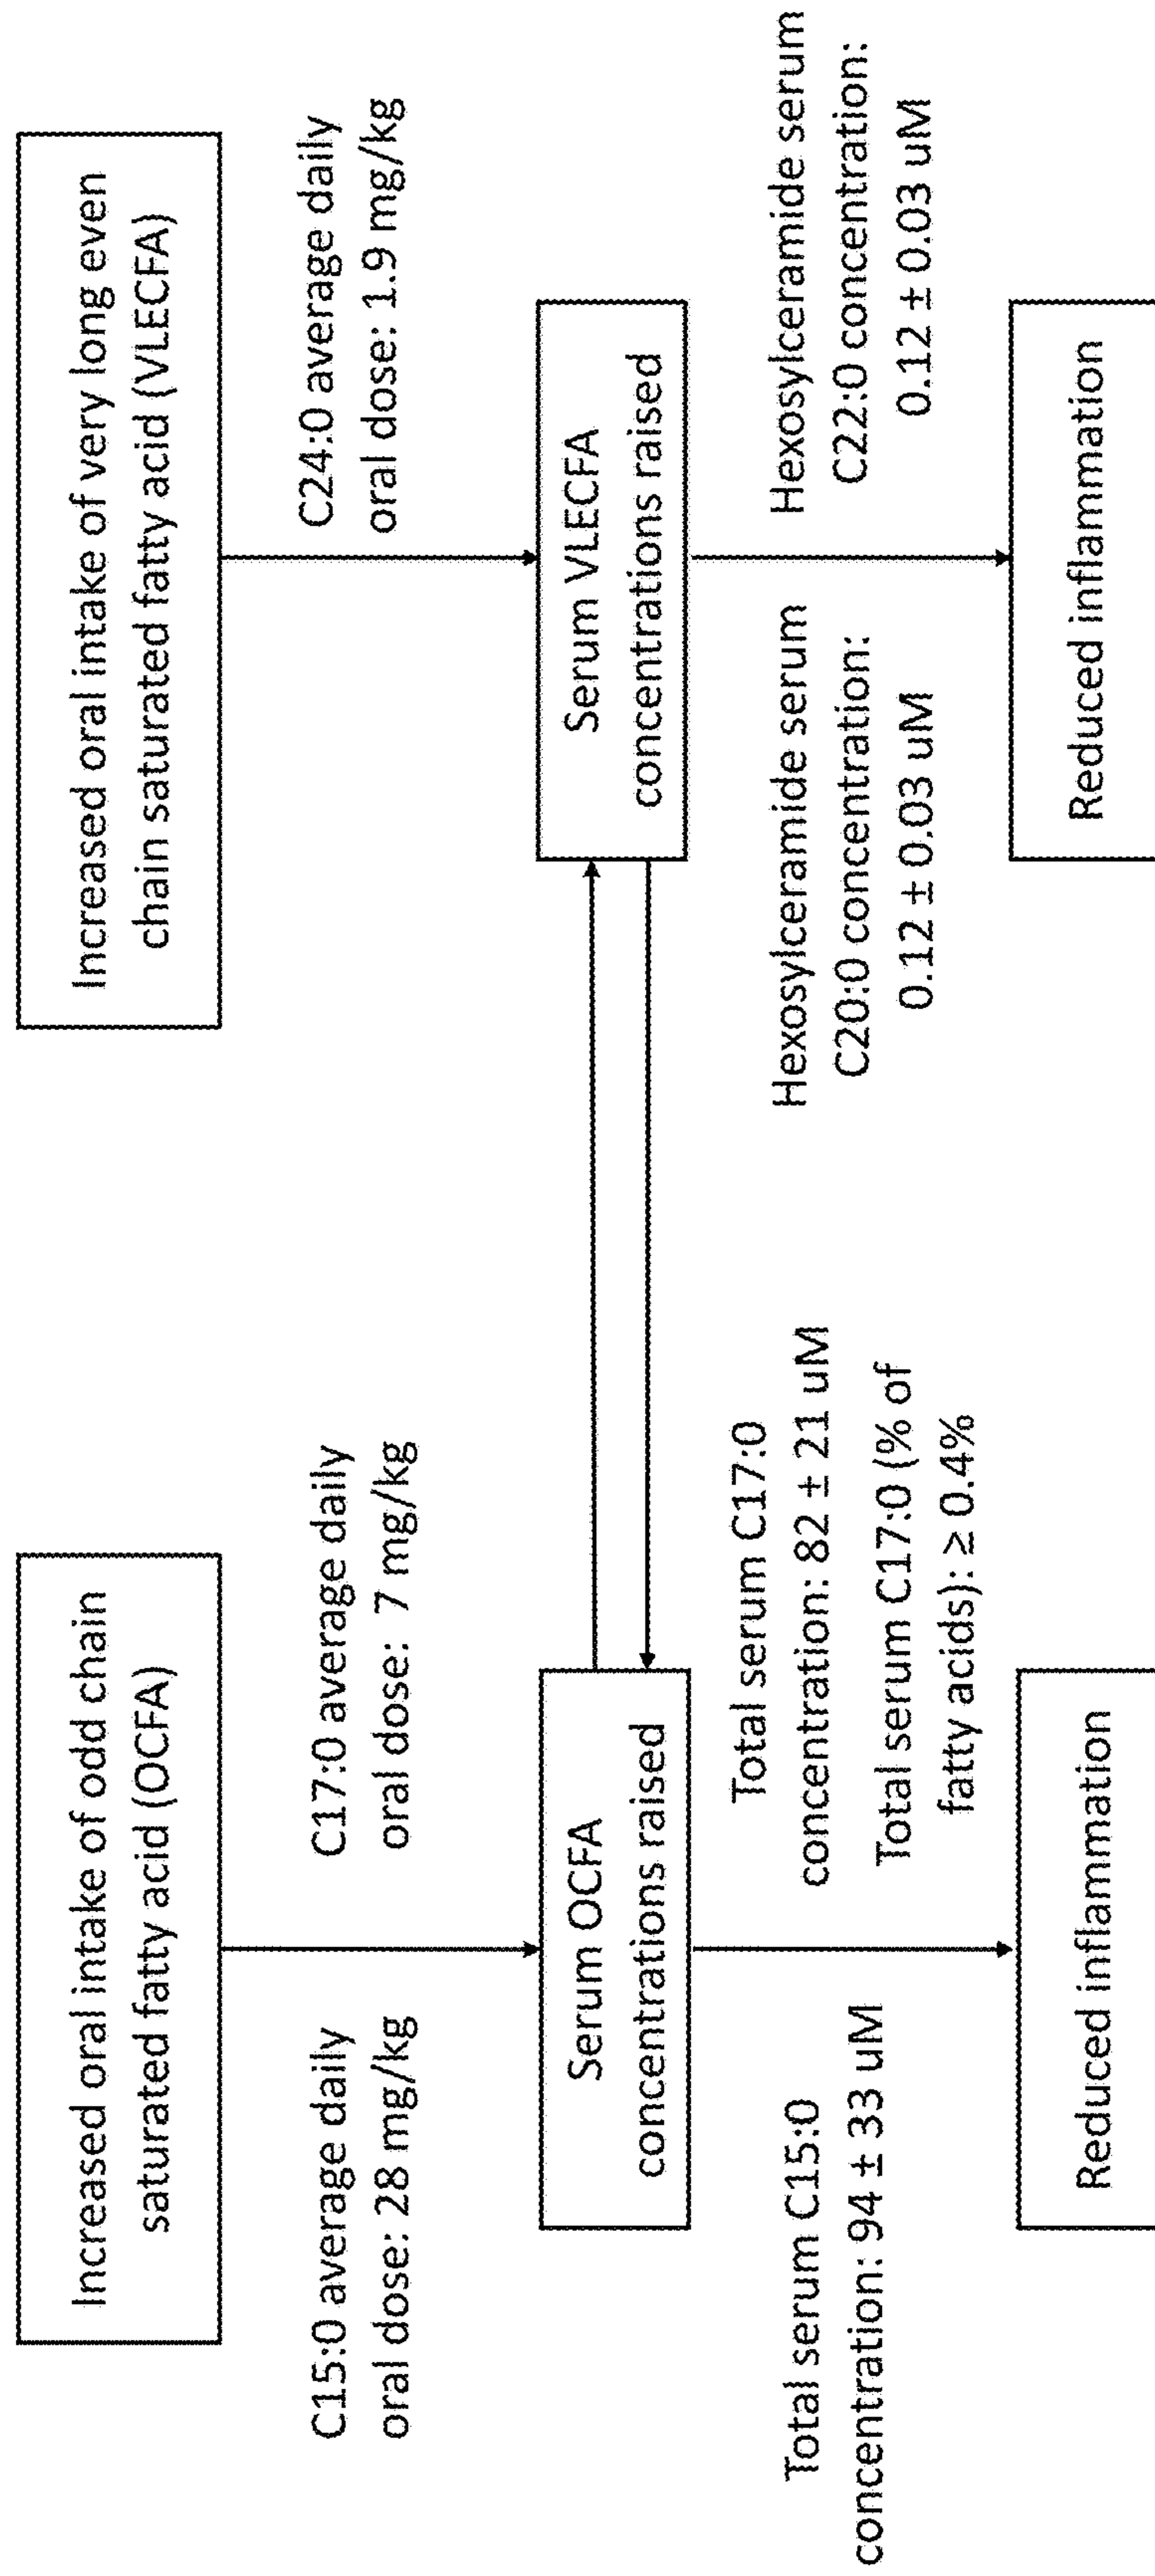 Increased oral intake of odd chain
saturated fatty acid (OCFA)
C15:0 average daily
oral dose: 28 mg/kg
C17:0 average daily
oral dose: 7 mg/kg
Serum OCFA
concentrations raised
Total serum C15:0
concentration: 94 ± 33 uM
Total serum C17:0
concentration: 82 ± 21 uM
Total serum C17:0 (% of
fatty acids): ≥ 0.4%
Reduced inflammation
Increased oral intake of very long even
chain saturated fatty acid (VLECFA)
C24:0 average daily
oral dose: 1.9 mg/kg
Serum VLECFA
concentrations raised
Hexosylceramide serum
C20:0 concentration:
0.12 ± 0.03 uM
Hexosylceramide serum
C22:0 concentration:
0.12 ± 0.03 uM
Reduced inflammation